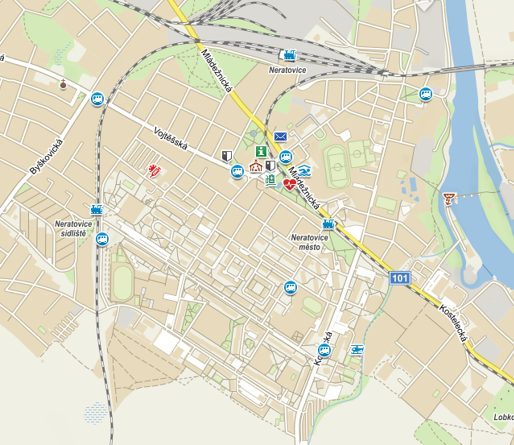 Mládežnická
Neratovice
Vojtěšská
Byškovická
Mládežnická
Neratovice
sídliště
Neratovice
město
101
Kostelecká
Lobko